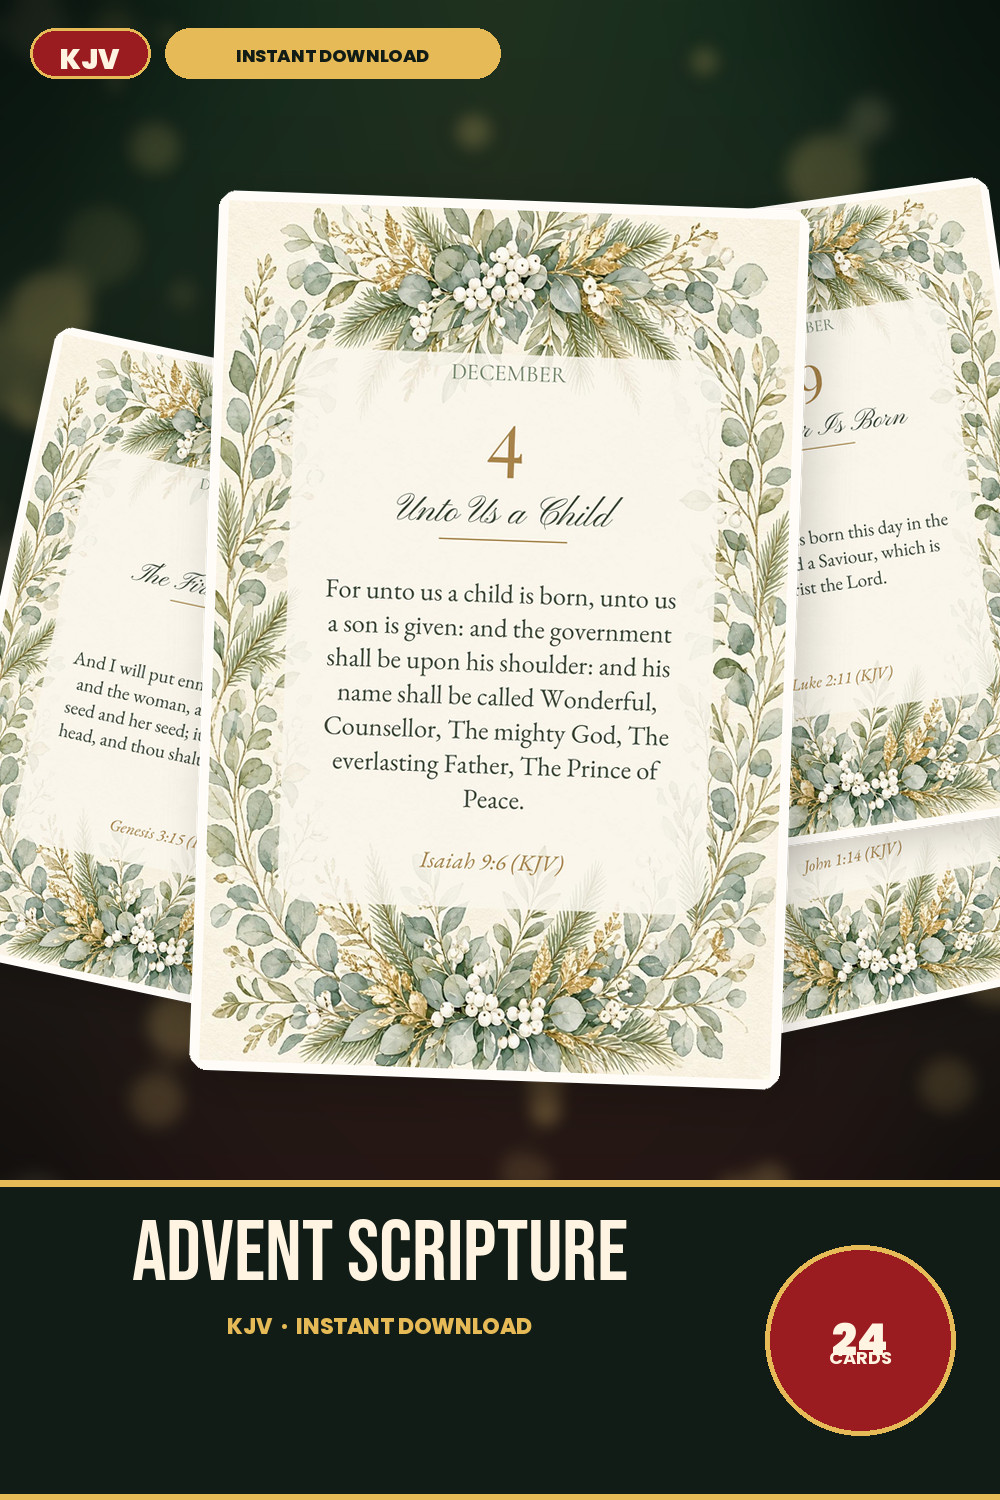 KJV
INSTANT DOWNLOAD
DECEMBER
4
Unto Us a Child
For unto us a child is born, unto us
a son is given: and the government
shall be upon his shoulder: and his
name shall be called Wonderful,
Counsellor, The mighty God, The
everlasting Father, The Prince of
Peace.
Isaiah 9:6 (KJV)
The
And I will put
and the woman,
seed and her seed;
head, and thou
Genesis 3:15
9
Is Born
born this day in the
a Saviour, which is
the Lord.
Luke 2:11 (KJV)
John 1:14 (KJV)
ADVENT SCRIPTURE
KJV · INSTANT DOWNLOAD
24
CARDS